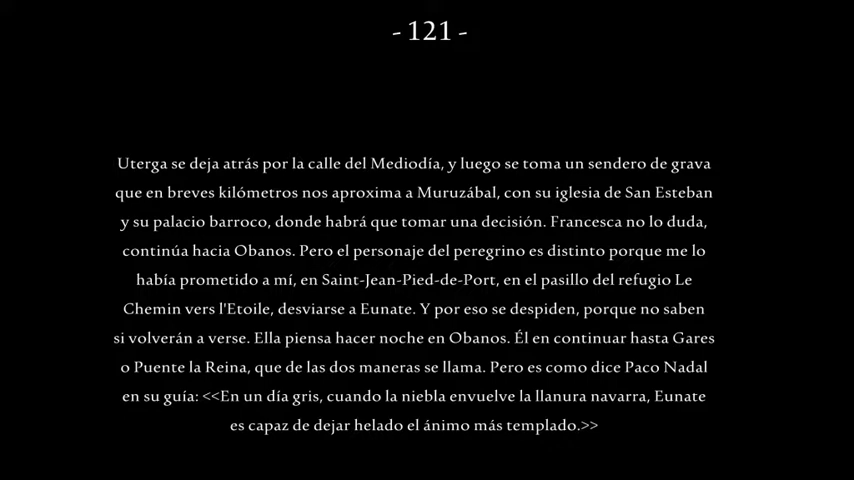 - 121 -
Uterga se deja atrás por la calle del Mediodía, y luego se toma un sendero de grava
que en breves kilómetros nos aproxima a Muruzábal, con su iglesia de San Esteban
y su palacio barroco, donde habrá que tomar una decisión. Francesca no lo duda,
continúa hacia Obanos. Pero el personaje del peregrino es distinto porque me lo
había prometido a mí, en Saint-Jean-Pied-de-Port, en el pasillo del refugio Le
Chemin vers l'Etoile, desviarse a Eunate. Y por eso se despiden, porque no saben
si volverán a verse. Ella piensa hacer noche en Obanos. Él en continuar hasta Gares
o Puente la Reina, que de las dos maneras se llama. Pero es como dice Paco Nadal
en su guía: <<En un día gris, cuando la niebla envuelve la llanura navarra, Eunate
es capaz de dejar helado el ánimo más templado.>>